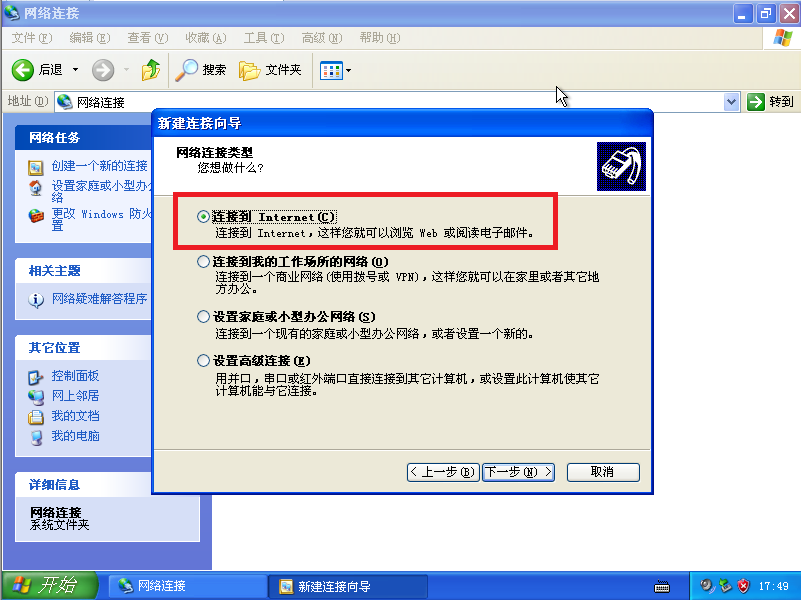 网络连接
文件(F) 编辑(E) 查看(V) 收藏(A) 工具(T) 高级(N) 帮助(H)
后退 搜索 文件夹
地址(D) 网络连接 转到
网络任务
创建一个新的连接
设置家庭或小型办公
络
更改 Windows 防火
置
相关主题
网络疑难解答程序
其它位置
控制面板
网上邻居
我的文档
我的电脑
详细信息
网络连接
系统文件夹
新建连接向导
网络连接类型
您想做什么?
连接到 Internet(C)
连接到 Internet，这样您就可以浏览 Web 或阅读电子邮件。
连接到我的工作场所的网络(O)
连接到一个商业网络(使用拨号或 VPN)，这样您就可以在家里或者其它地
方办公。
设置家庭或小型办公网络(S)
连接到一个现有的家庭或小型办公网络，或者设置一个新的。
设置高级连接(E)
用并口，串口或红外端口直接连接到其它计算机，或设置此计算机使其它
计算机能与它连接。
< 上一步(B) 下一步(N) > 取消
开始 网络连接 新建连接向导 17:49